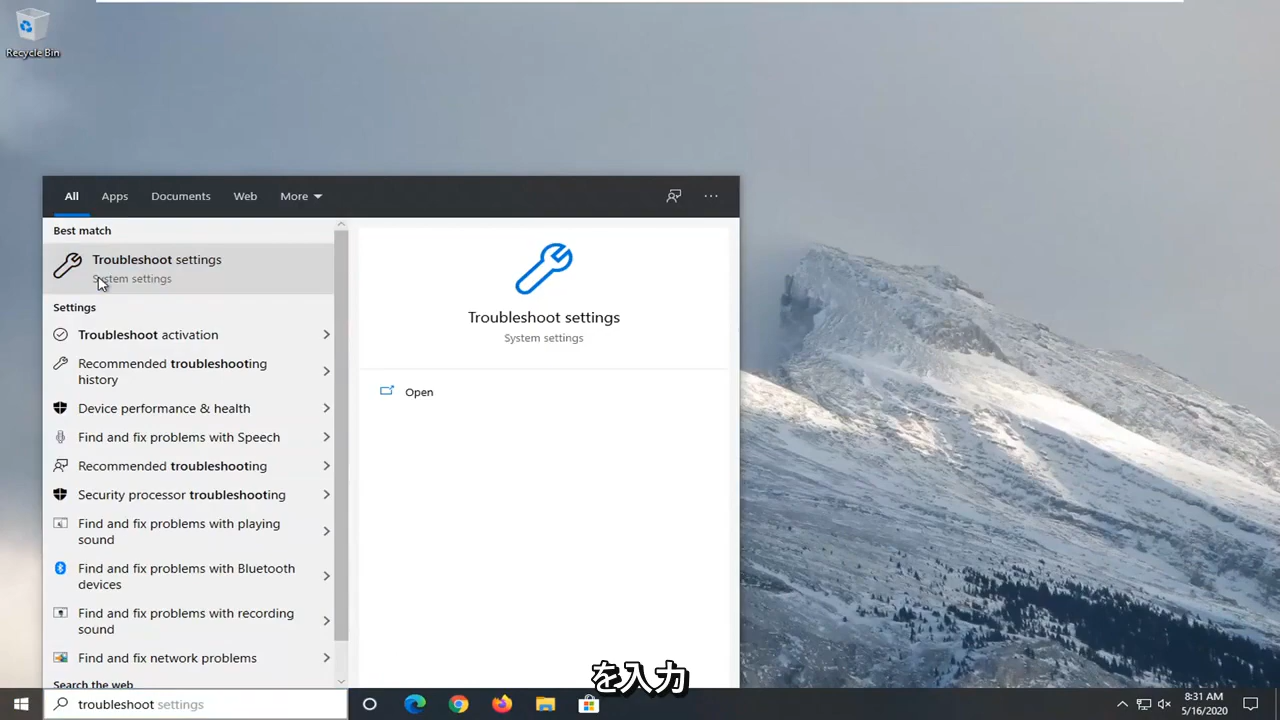 Recycle Bin
All Apps Documents Web More
Best match
Troubleshoot settings
System settings
Settings
Troubleshoot activation
Recommended troubleshooting
history
Device performance & health
Find and fix problems with Speech
Recommended troubleshooting
Security processor troubleshooting
Find and fix problems with playing
sound
Find and fix problems with Bluetooth
devices
Find and fix problems with recording
sound
Find and fix network problems
Search the web
Troubleshoot settings
System settings
Open
を入力
troubleshoot settings
8:31 AM
5/16/2020